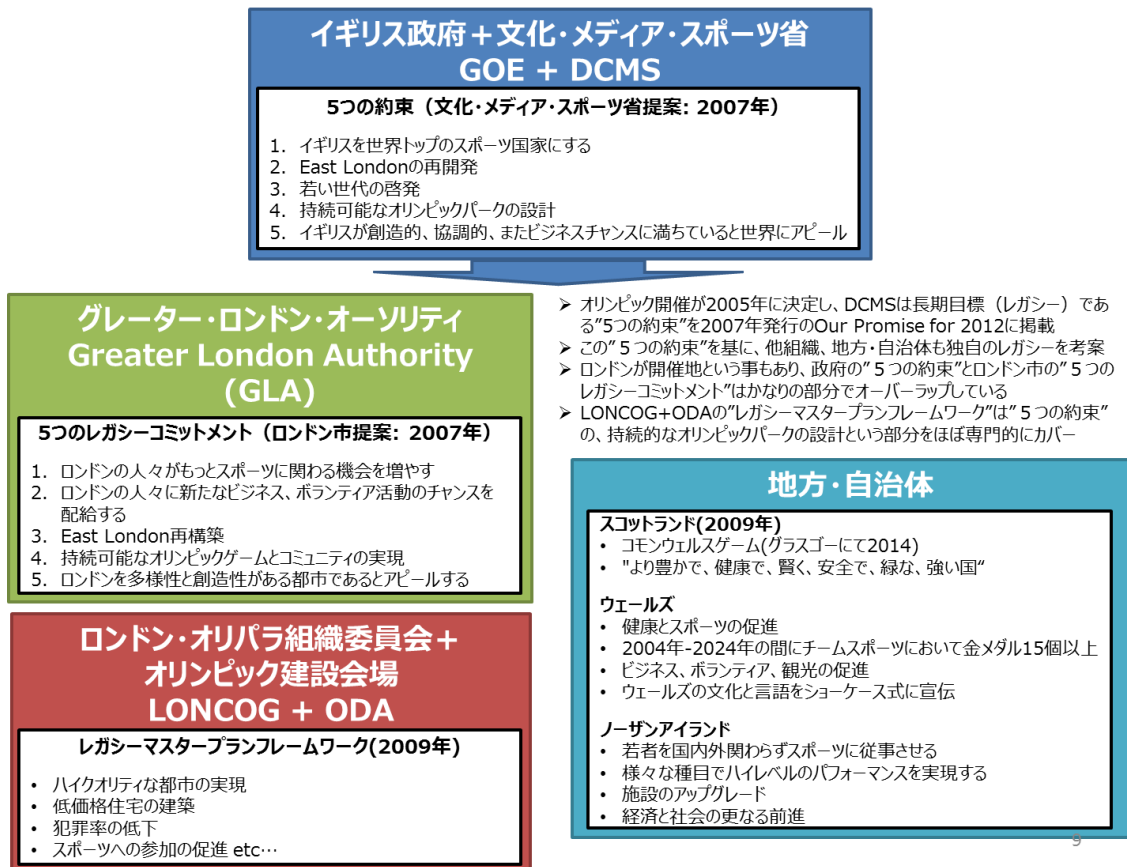 イギリス政府＋文化・メディア・スポーツ省
GOE + DCMS
5つの約束（文化・メディア・スポーツ省提案: 2007年）
1. イギリスを世界トップのスポーツ国家にする
2. East Londonの再開発
3. 若い世代の啓発
4. 持続可能なオリンピックパークの設計
5. イギリスが創造的、協調的、またビジネスチャンスに満ちていると世界にアピール
グレーター・ロンドン・オーソリティ
Greater London Authority
(GLA)
5つのレガシーコミットメント（ロンドン市提案: 2007年）
1. ロンドンの人々がもっとスポーツに関わる機会を増やす
2. ロンドンの人々に新たなビジネス、ボランティア活動のチャンスを
配給する
3. East London再構築
4. 持続可能なオリンピックゲームとコミュニティの実現
5. ロンドンを多様性と創造性がある都市であるとアピールする
ロンドン・オリパラ組織委員会＋
オリンピック建設会場
LONCOG + ODA
レガシーマスタープランフレームワーク(2009年)
• ハイクオリティな都市の実現
• 低価格住宅の建築
• 犯罪率の低下
• スポーツへの参加の促進 etc…
➢ オリンピック開催が2005年に決定し、DCMSは長期目標（レガシー）であ
る”5つの約束”を2007年発行のOur Promise for 2012に掲載
➢ この”５つの約束”を基に、他組織、地方・自治体も独自のレガシーを考案
➢ ロンドンが開催地という事もあり、政府の”５つの約束”とロンドン市の”５つの
レガシーコミットメント”はかなりの部分でオーバーラップしている
➢ LONCOG+ODAの”レガシーマスタープランフレームワーク”は”５つの約束”
の、持続的なオリンピックパークの設計という部分をほぼ専門的にカバー
地方・自治体
スコットランド(2009年)
• コモンウェルスゲーム(グラスゴーにて2014)
• "より豊かで、健康で、賢く、安全で、緑な、強い国“
ウェールズ
• 健康とスポーツの促進
• 2004年-2024年の間にチームスポーツにおいて金メダル15個以上
• ビジネス、ボランティア、観光の促進
• ウェールズの文化と言語をショーケース式に宣伝
ノーザンアイランド
• 若者を国内外関わらずスポーツに従事させる
• 様々な種目でハイレベルのパフォーマンスを実現する
• 施設のアップグレード
• 経済と社会の更なる前進
9